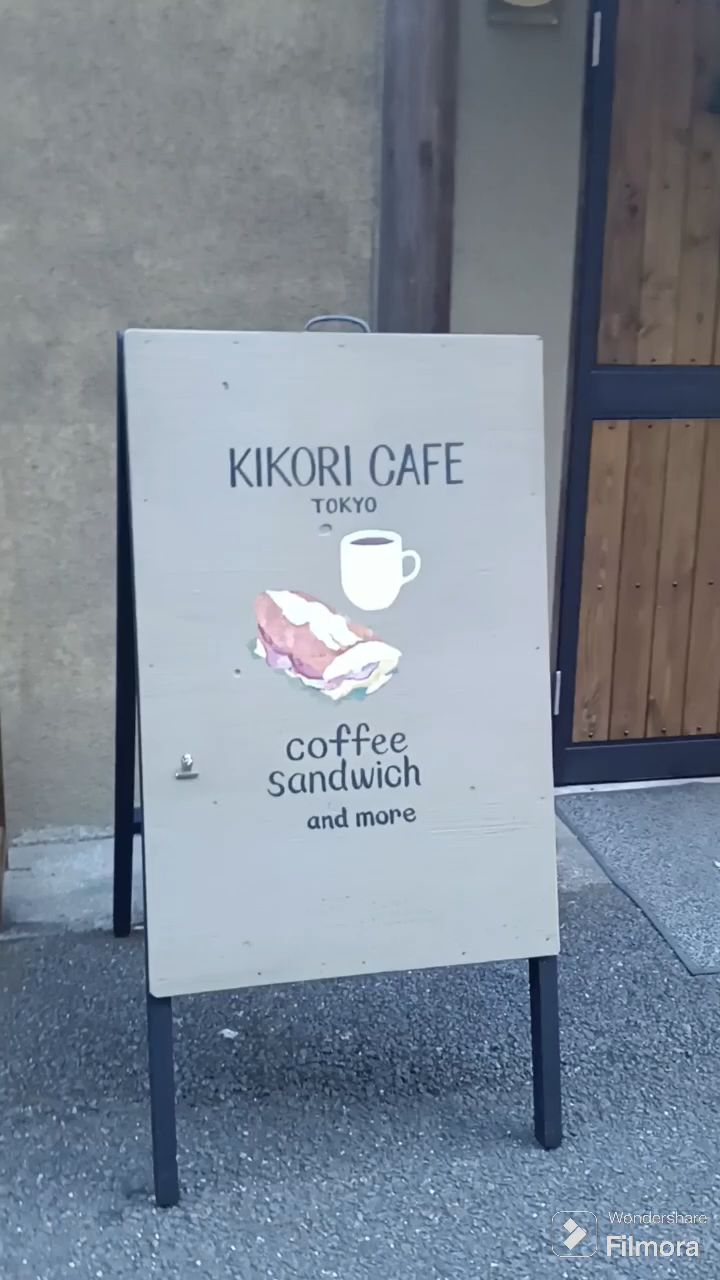 KIKORI CAFE
TOKYO
coffee
sandwich
and more
Wondershare
Filmora